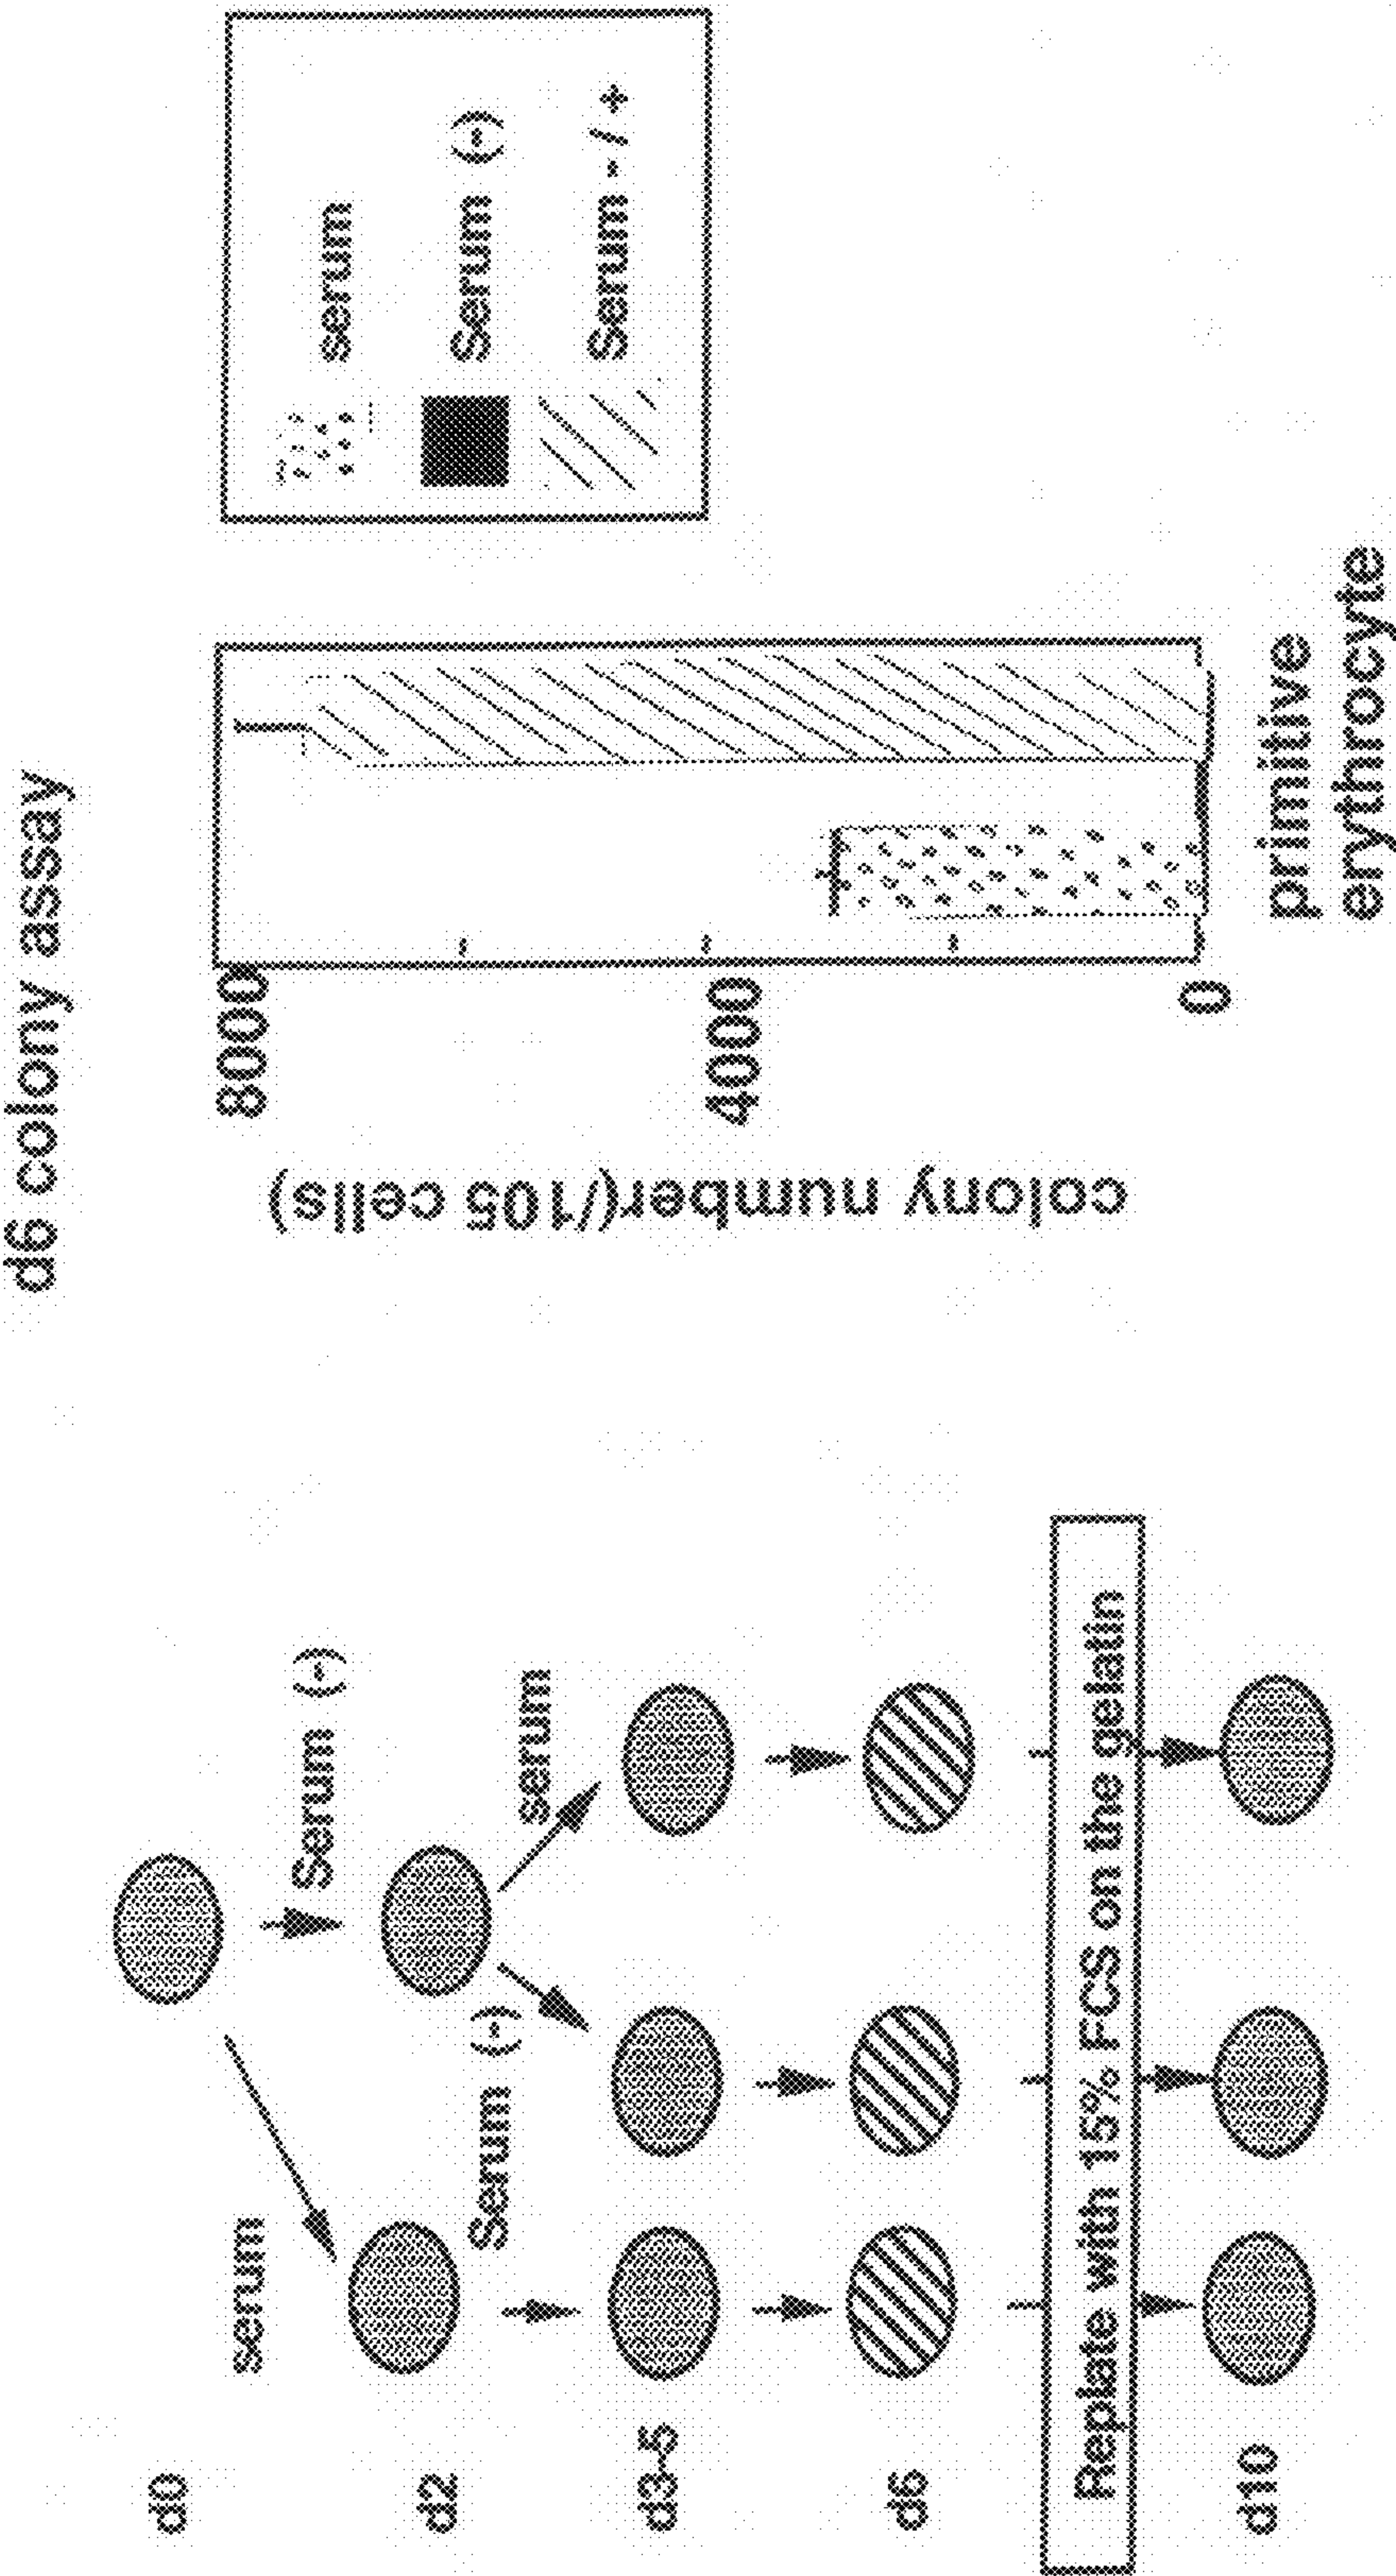 d0
serum
Serum (-)
d2
Serum (-)
serum
d3-5
d6
Replate with 15% FCS on the gelatin
d10
d6 colony assay
colony number(/105 cells)
8000
4000
0
primitive
erythrocyte
serum
Serum (-)
Serum - / +